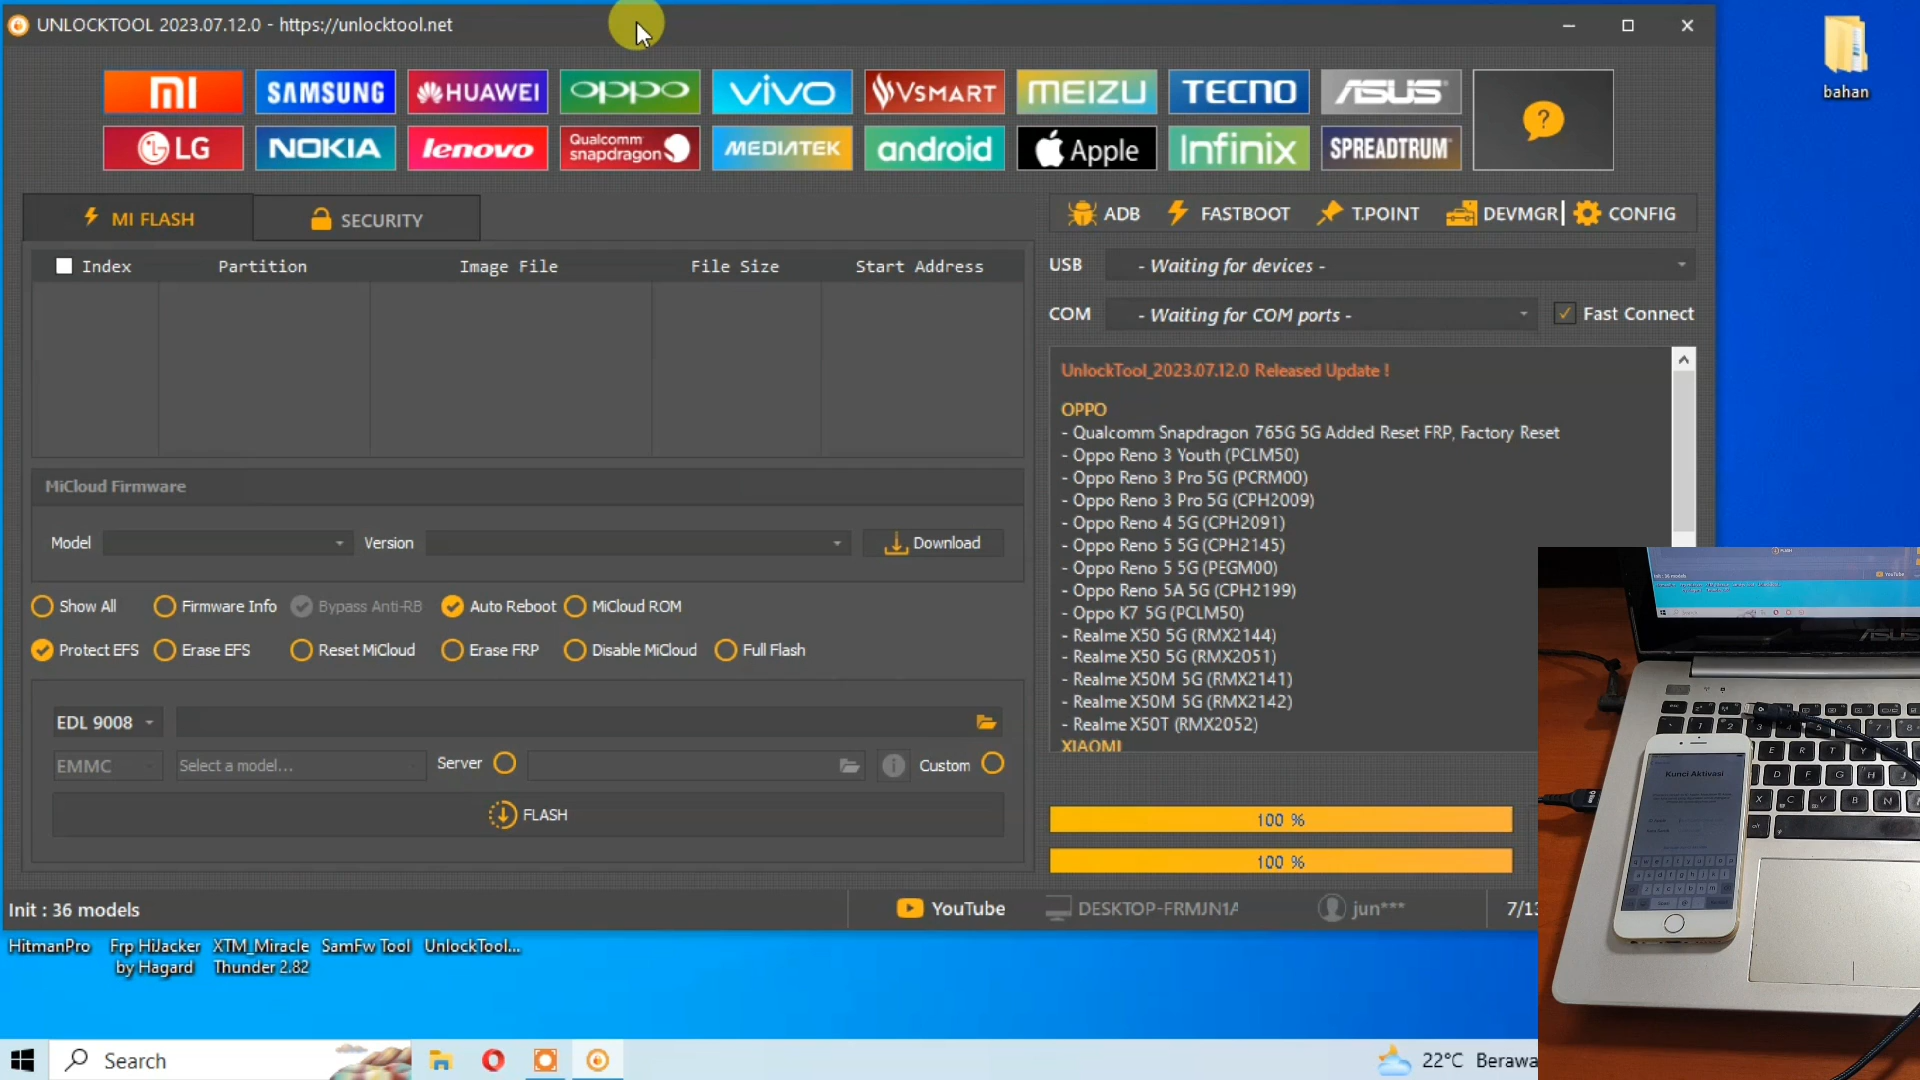 UNLOCKTOOL 2023.07.12.0 - https://unlocktool.net
bahan
mi SAMSUNG HUAWEI oppo vivo VSMART MEIZU TECNO ASUS
LG NOKIA lenovo Qualcomm snapdragon MEDIATEK android Apple Infinix SPREADTRUM ?
MI FLASH SECURITY
ADB FASTBOOT T.POINT DEVMGR CONFIG
Index Partition Image File File Size Start Address
USB - Waiting for devices -
COM - Waiting for COM ports - Fast Connect
UnlockTool_2023.07.12.0 Released Update !
OPPO
- Qualcomm Snapdragon 765G 5G Added Reset FRP, Factory Reset
- Oppo Reno 3 Youth (PCLM50)
- Oppo Reno 3 Pro 5G (PCRM00)
- Oppo Reno 3 Pro 5G (CPH2009)
- Oppo Reno 4 5G (CPH2091)
- Oppo Reno 5 5G (CPH2145)
- Oppo Reno 5 5G (PEGM00)
- Oppo Reno 5A 5G (CPH2199)
- Oppo K7 5G (PCLM50)
- Realme X50 5G (RMX2144)
- Realme X50 5G (RMX2051)
- Realme X50M 5G (RMX2141)
- Realme X50M 5G (RMX2142)
- Realme X50T (RMX2052)
XIAOMI
MiCloud Firmware
Model Version Download
Show All Firmware Info Bypass Anti-RB Auto Reboot MiCloud ROM
Protect EFS Erase EFS Reset MiCloud Erase FRP Disable MiCloud Full Flash
EDL 9008
EMMC Select a model... Server Custom
FLASH
100 %
100 %
Init : 36 models
YouTube DESKTOP-FRMJN1A jun*** 7/13
HitmanPro
Frp HiJacker by Hagard
XTM_Miracle Thunder 2.82
SamFw Tool
UnlockTool...
Search
22°C Berawa
ASUS
Kunci Aktivasi